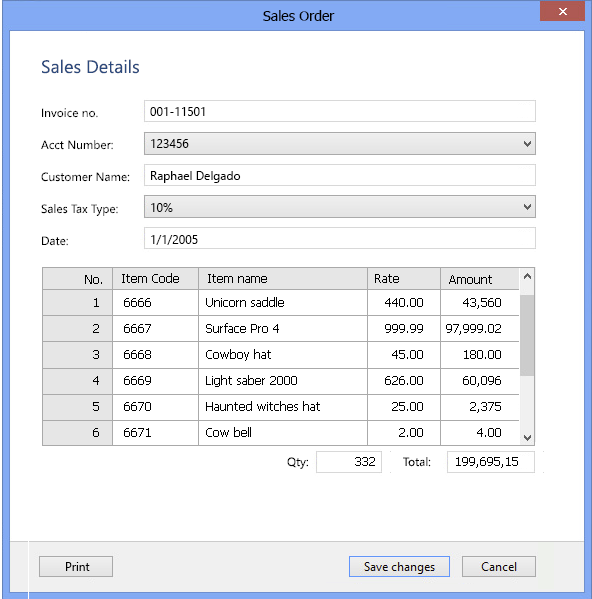 Sales Order
Sales Details
Invoice no. 001-11501
Acct Number: 123456
Customer Name: Raphael Delgado
Sales Tax Type: 10%
Date: 1/1/2005
No. Item Code Item name Rate Amount
1 6666 Unicorn saddle 440.00 43,560
2 6667 Surface Pro 4 999.99 97,999.02
3 6668 Cowboy hat 45.00 180.00
4 6669 Light saber 2000 626.00 60,096
5 6670 Haunted witches hat 25.00 2,375
6 6671 Cow bell 2.00 4.00
Qty: 332 Total: 199,695,15
Print Save changes Cancel